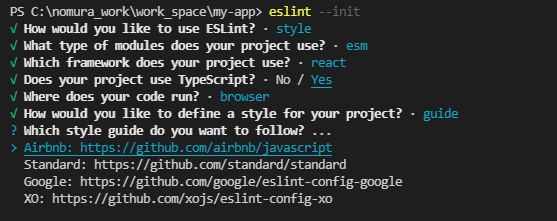 PS C:\nomura_work\work_space\my-app> eslint --init
√ How would you like to use ESLint? · style
√ What type of modules does your project use? · esm
√ Which framework does your project use? · react
√ Does your project use TypeScript? · No / Yes
√ Where does your code run? · browser
√ How would you like to define a style for your project? · guide
? Which style guide do you want to follow? ...
> Airbnb: https://github.com/airbnb/javascript
Standard: https://github.com/standard/standard
Google: https://github.com/google/eslint-config-google
XO: https://github.com/xojs/eslint-config-xo